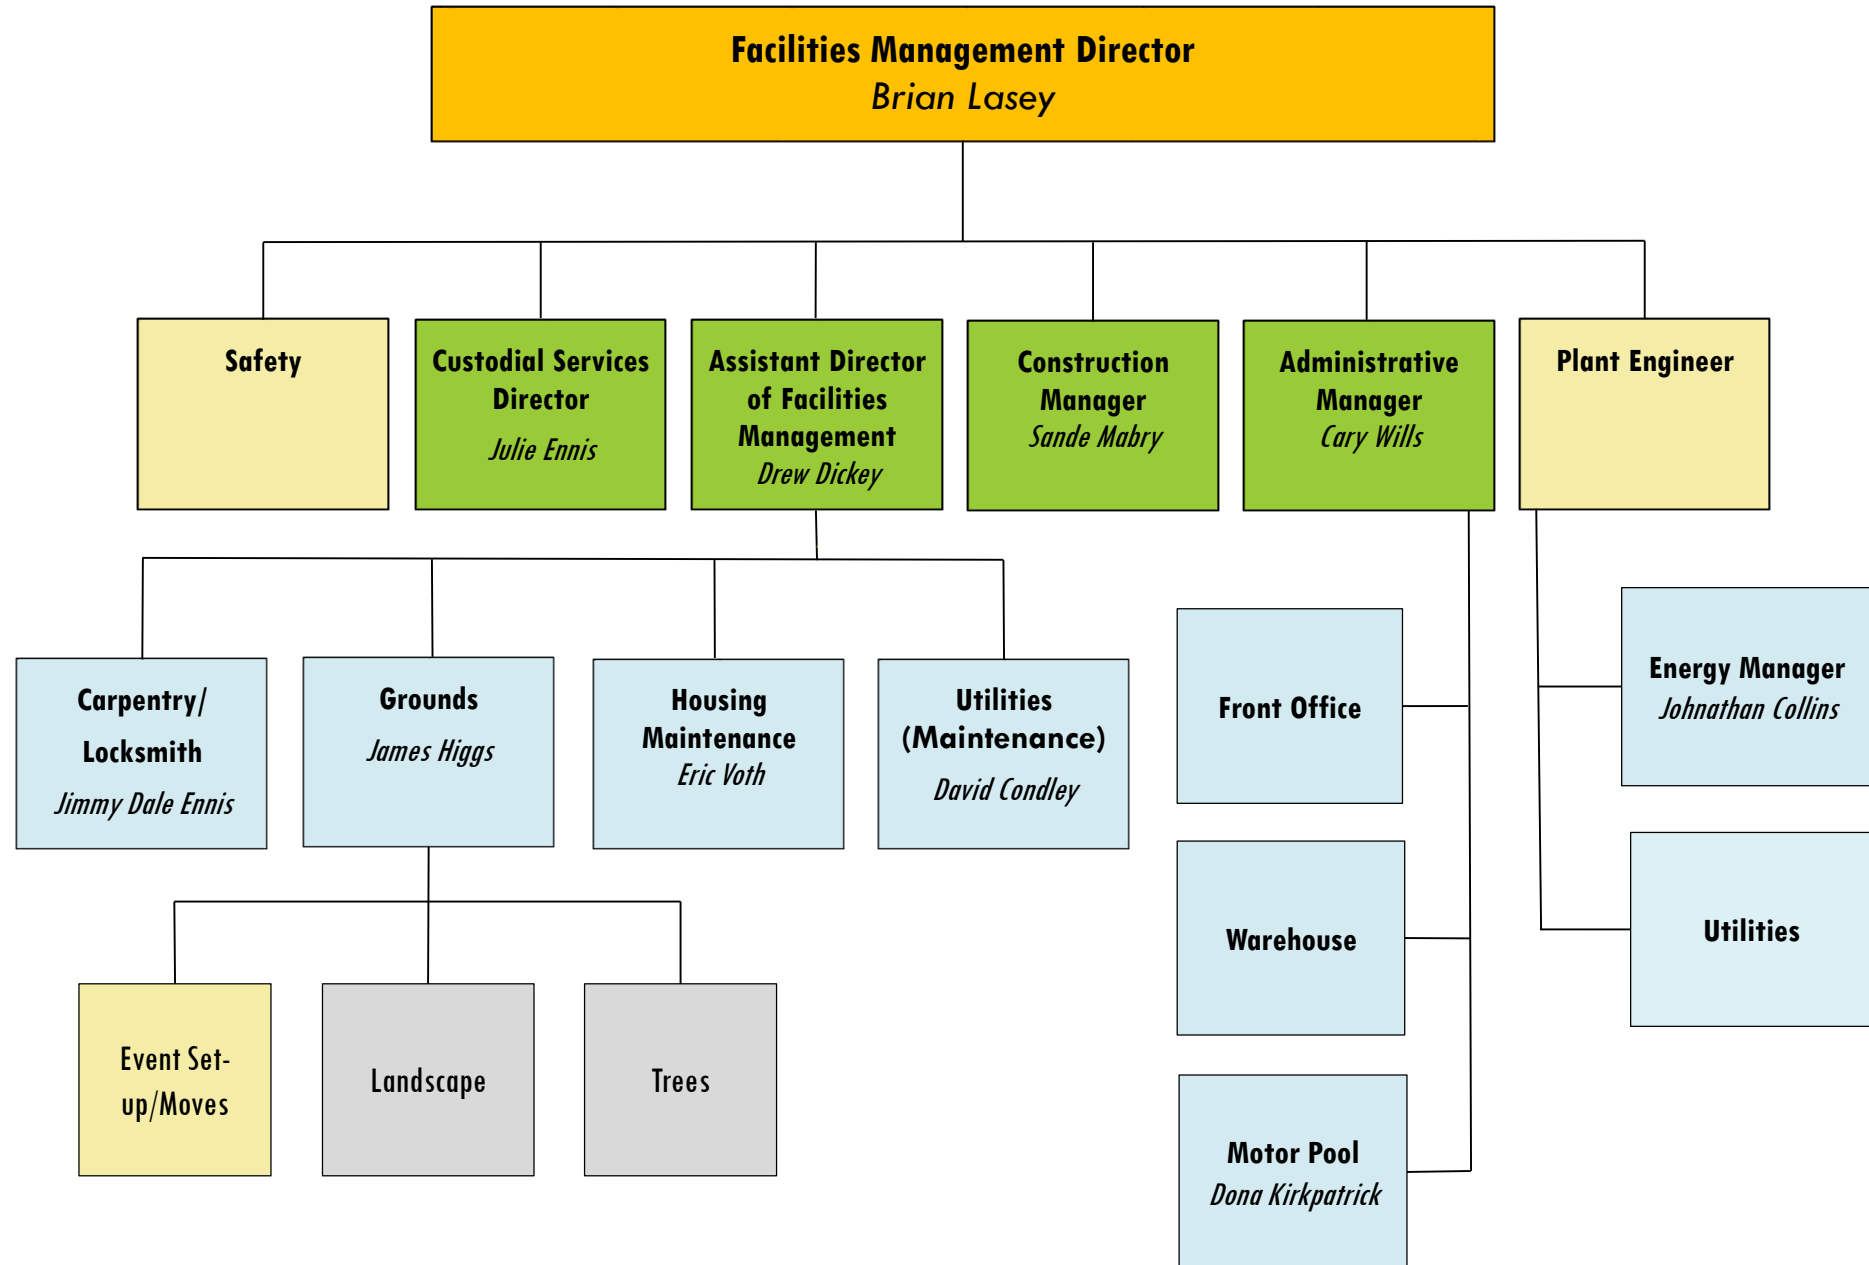 Facilities Management Director
Brian Lasey
Safety
Custodial Services
Director
Julie Ennis
Assistant Director
of Facilities
Management
Drew Dickey
Construction
Manager
Sande Mabry
Administrative
Manager
Cary Wills
Plant Engineer
Carpentry/
Locksmith
Jimmy Dale Ennis
Grounds
James Higgs
Housing
Maintenance
Eric Voth
Utilities
(Maintenance)
David Condley
Front Office
Energy Manager
Johnathan Collins
Warehouse
Utilities
Event Set-
up/Moves
Landscape
Trees
Motor Pool
Dona Kirkpatrick